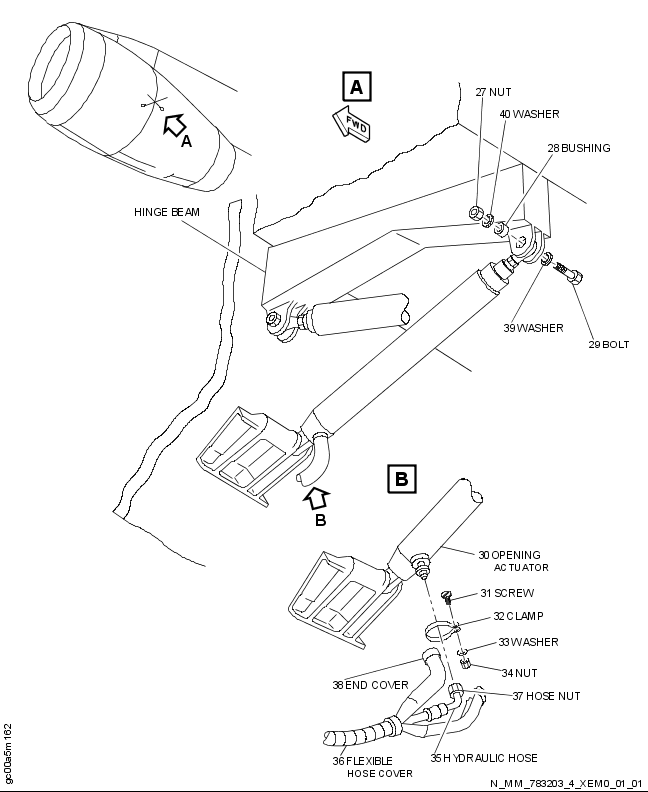 A
27 NUT
40 WASHER
FWD
A
28 BUSHING
HINGE BEAM
39 WASHER
29 BOLT
B
B
30 OPENING
ACTUATOR
31 SCREW
32 CLAMP
33 WASHER
34 NUT
38 END COVER
37 HOSE NUT
35 HYDRAULIC HOSE
36 FLEXIBLE
HOSE COVER
gc00a5m162
N_MM_783203_4_XEM0_01_01